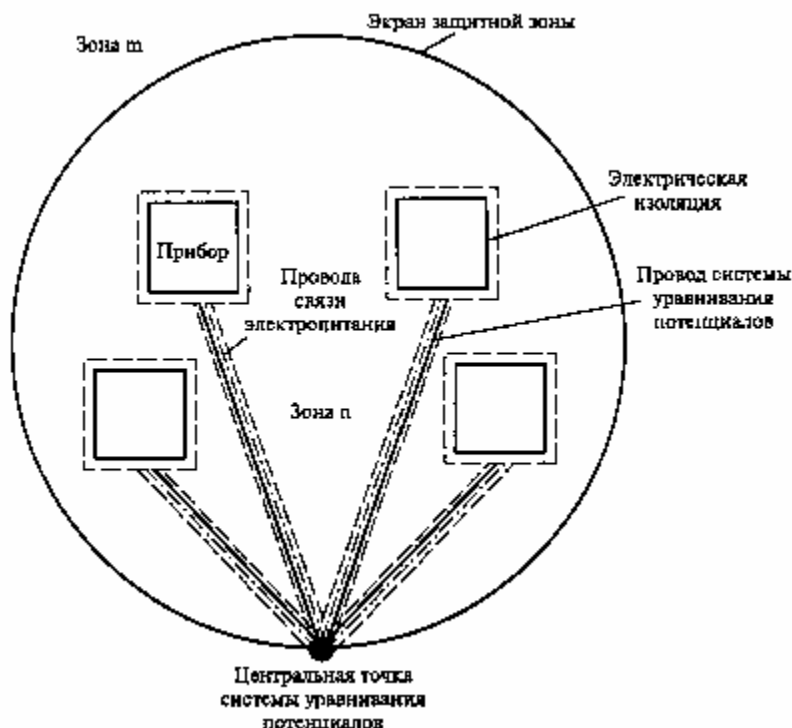 Экран защитной зоны
Зона m
Электрическая
изоляция
Прибор
Провода
связи
электропитания
Провод системы
уравнивания
потенциалов
Зона n
Центральная точка
системы уравнивания
потенциалов